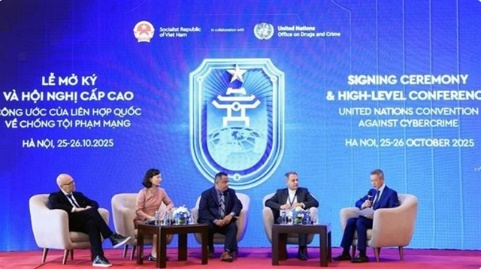 Socialist Republic
of Viet Nam
in collaboration with
United Nations
Office on Drugs and Crime
LỄ MỞ KÝ
VÀ HỘI NGHỊ CẤP CAO
CÔNG ƯỚC CỦA LIÊN HỢP QUỐC
VỀ CHỐNG TỘI PHẠM MẠNG
HÀ NỘI, 25-26.10.2025
SIGNING CEREMONY
& HIGH-LEVEL CONFERENC
UNITED NATIONS CONVENTION
AGAINST CYBERCRIME
HA NOI, 25-26 OCTOBER 2025